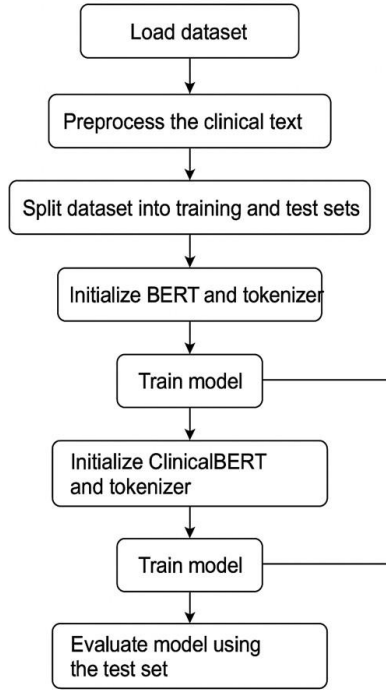 Load dataset
Preprocess the clinical text
Split dataset into training and test sets
Initialize BERT and tokenizer
Train model
Initialize ClinicalBERT
and tokenizer
Train model
Evaluate model using
the test set